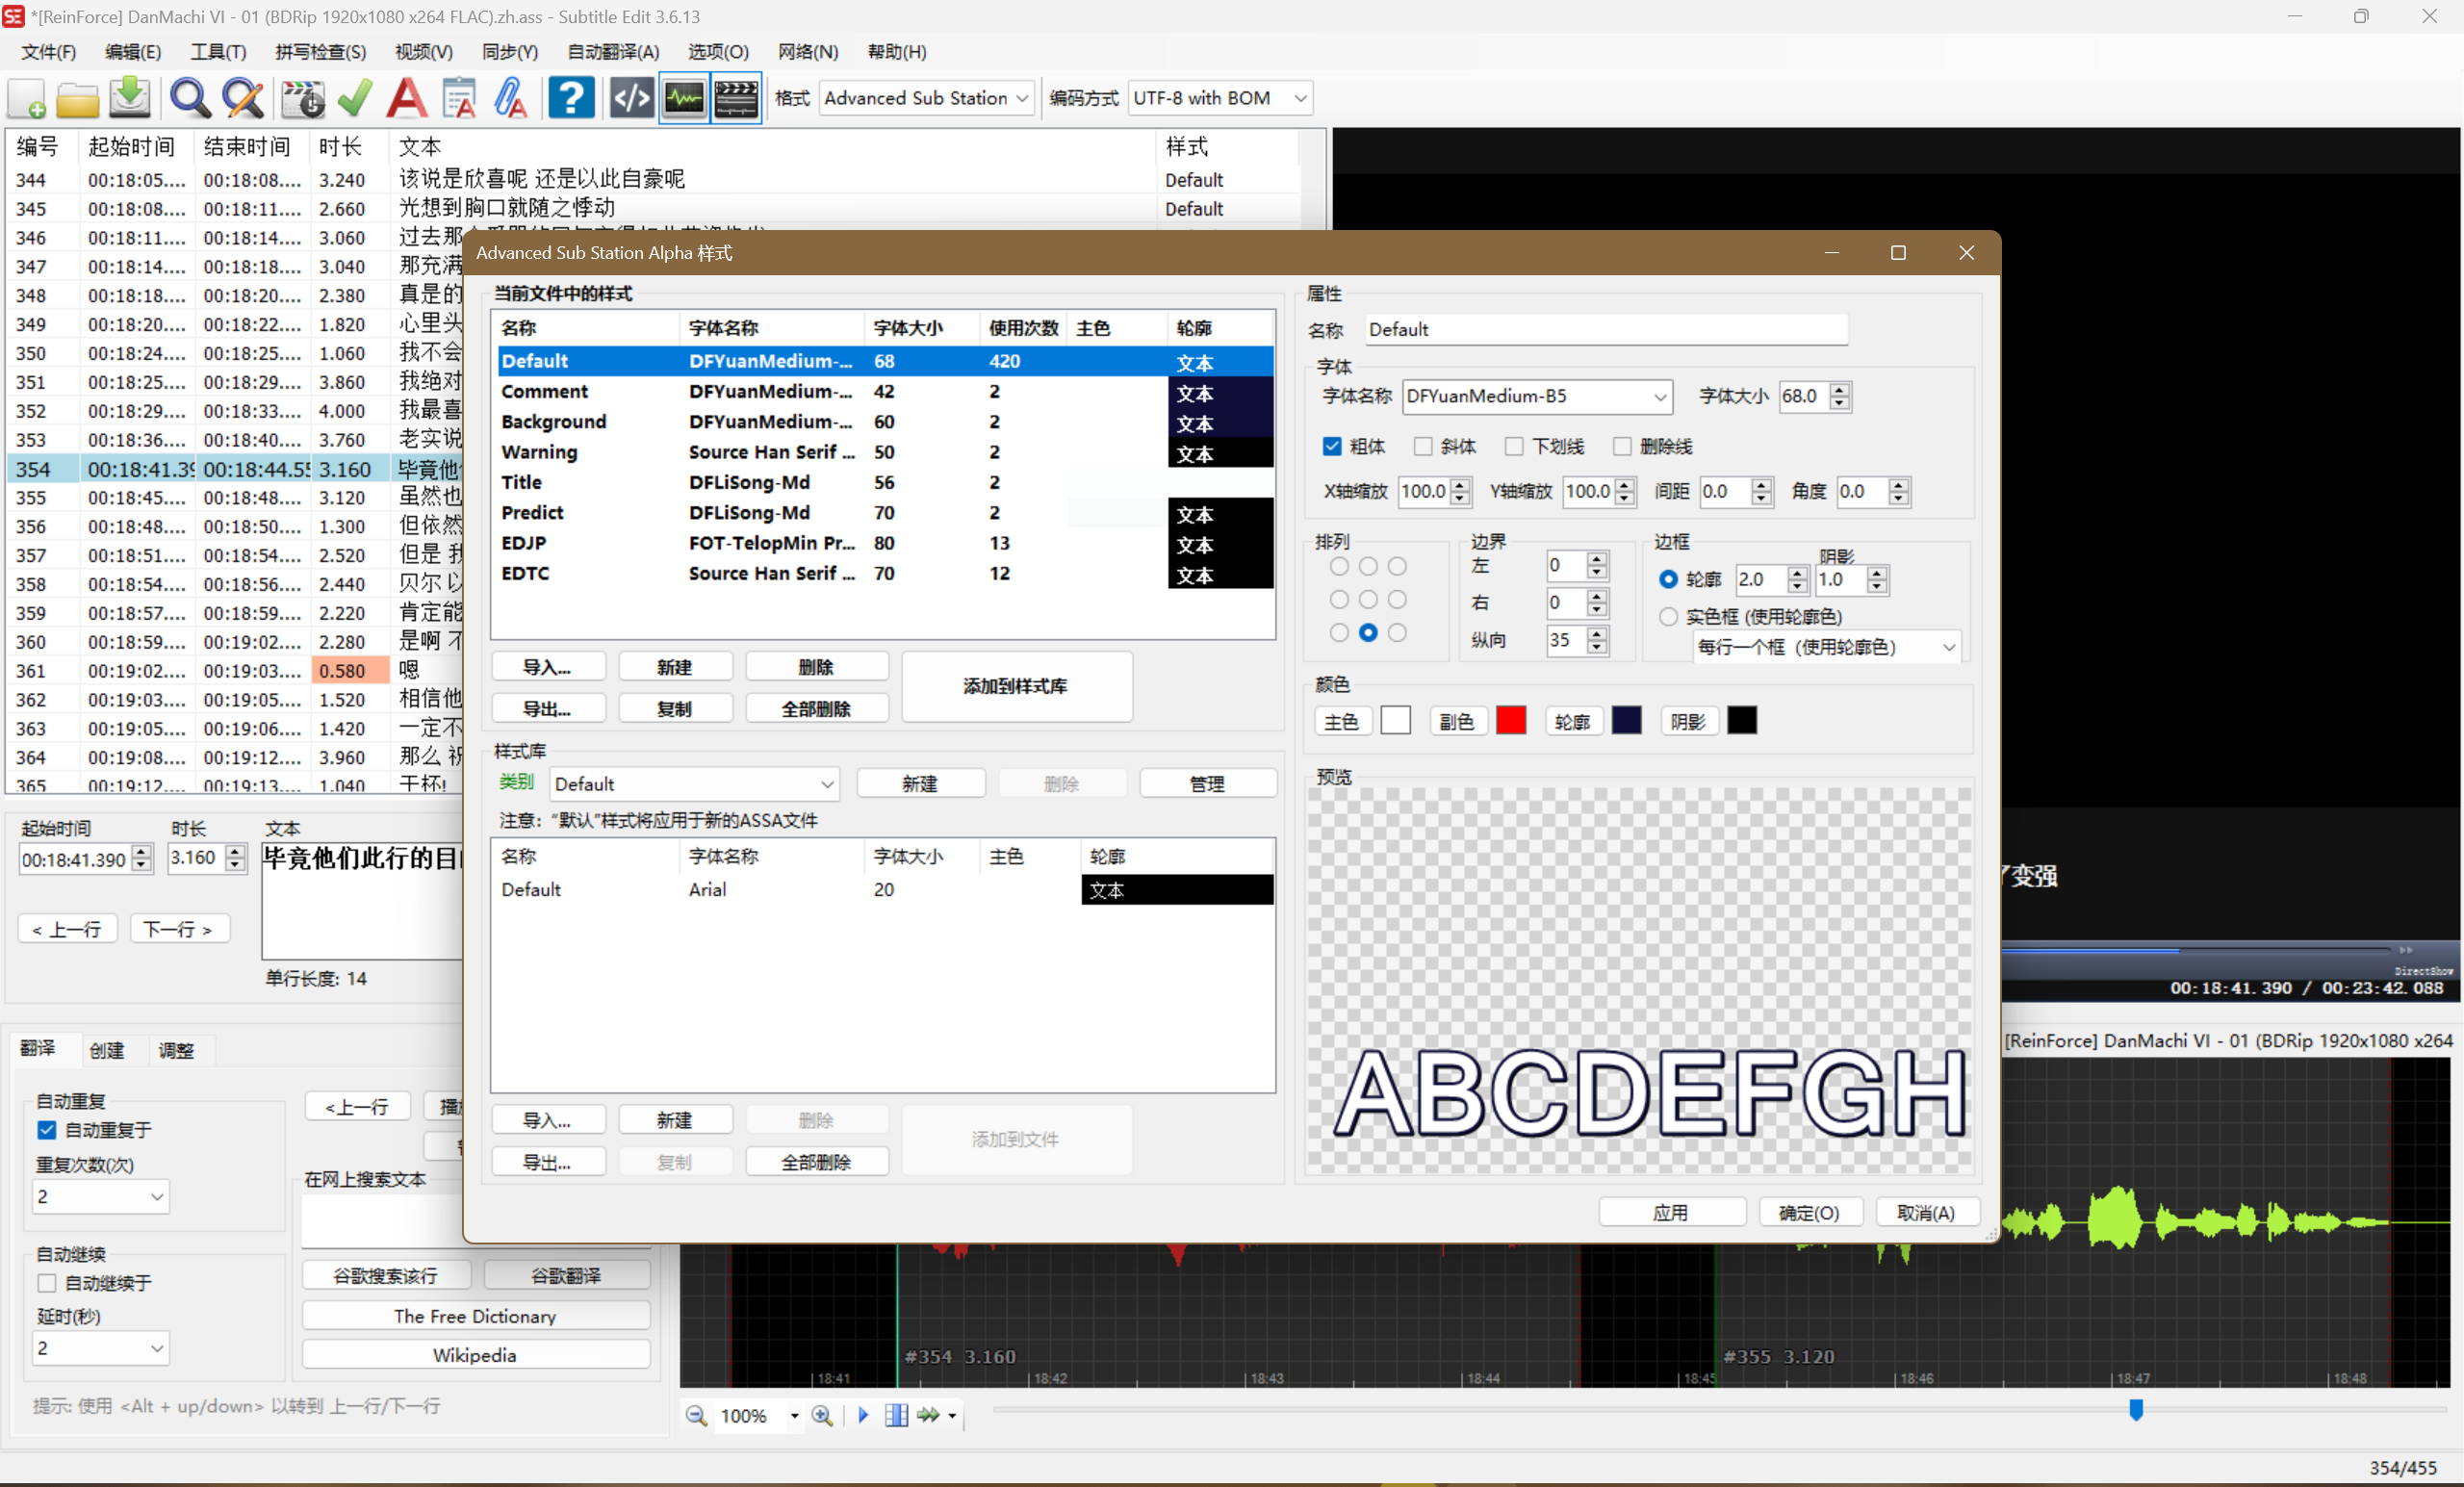 *[ReinForce] DanMachi VI - 01 (BDRip 1920x1080 x264 FLAC).zh.ass - Subtitle Edit 3.6.13
文件(F) 编辑(E) 工具(T) 拼写检查(S) 视频(V) 同步(Y) 自动翻译(A) 选项(O) 网络(N) 帮助(H)
格式 Advanced Sub Station 编码方式 UTF-8 with BOM
编号 起始时间 结束时间 时长 文本 样式
344 00:18:05.... 00:18:08.... 3.240 该说是欣喜呢 还是以此自豪呢 Default
345 00:18:08.... 00:18:11.... 2.660 光想到胸口就随之悸动 Default
346 00:18:11.... 00:18:14.... 3.060 过去那
347 00:18:14.... 00:18:18.... 3.040 那充满
348 00:18:18.... 00:18:20.... 2.380 真是的
349 00:18:20.... 00:18:22.... 1.820 心里头
350 00:18:24.... 00:18:25.... 1.060 我不会
351 00:18:25.... 00:18:29.... 3.860 我绝对
352 00:18:29.... 00:18:33.... 4.000 我最喜
353 00:18:36.... 00:18:40.... 3.760 老实说
354 00:18:41.39 00:18:44.55 3.160 毕竟他
355 00:18:45.... 00:18:48.... 3.120 虽然也
356 00:18:48.... 00:18:50.... 1.300 但依然
357 00:18:51.... 00:18:54.... 2.520 但是 我
358 00:18:54.... 00:18:56.... 2.440 贝尔 以
359 00:18:57.... 00:18:59.... 2.220 肯定能
360 00:18:59.... 00:19:02.... 2.280 是啊 不
361 00:19:02.... 00:19:03.... 0.580 嗯
362 00:19:03.... 00:19:05.... 1.520 相信他
363 00:19:05.... 00:19:06.... 1.420 一定不
364 00:19:08.... 00:19:12.... 3.960 那么 祝
365 00:19:12.... 00:19:13.... 1.040 干杯!
起始时间 时长 文本
00:18:41.390 3.160 毕竟他们此行的目
< 上一行 下一行 >
单行长度: 14
翻译 创建 调整
自动重复
自动重复于
重复次数(次)
2
自动继续
自动继续于
延时(秒)
2
<上一行
在网上搜索文本
谷歌搜索该行 谷歌翻译
The Free Dictionary
Wikipedia
提示: 使用 <Alt + up/down> 以转到 上一行/下一行
Advanced Sub Station Alpha 样式
当前文件中的样式
名称 字体名称 字体大小 使用次数 主色 轮廓
Default DFYuanMedium-... 68 420 文本
Comment DFYuanMedium-... 42 2 文本
Background DFYuanMedium-... 60 2 文本
Warning Source Han Serif ... 50 2 文本
Title DFLiSong-Md 56 2
Predict DFLiSong-Md 70 2 文本
EDJP FOT-TelopMin Pr... 80 13 文本
EDTC Source Han Serif ... 70 12 文本
导入... 新建 删除 添加到样式库
导出... 复制 全部删除
样式库
类别 Default 新建 删除 管理
注意: “默认”样式将应用于新的ASSA文件
名称 字体名称 字体大小 主色 轮廓
Default Arial 20 文本
导入... 新建 删除 添加到文件
导出... 复制 全部删除
属性
名称 Default
字体
字体名称 DFYuanMedium-B5 字体大小 68.0
粗体 斜体 下划线 删除线
X轴缩放 100.0 Y轴缩放 100.0 间距 0.0 角度 0.0
排列
边界
左 0
右 0
纵向 35
边框
阴影
轮廓 2.0 1.0
实色框 (使用轮廓色)
每行一个框（使用轮廓色）
颜色
主色 副色 轮廓 阴影
预览
ABCDEFGH
应用 确定(O) 取消(A)
了变强
DirectShow
00:18:41.390 / 00:23:42.088
[ReinForce] DanMachi VI - 01 (BDRip 1920x1080 x264
#354 3.160 #355 3.120
18:41 18:42 18:43 18:44 18:45 18:46 18:47 18:48
100%
354/455